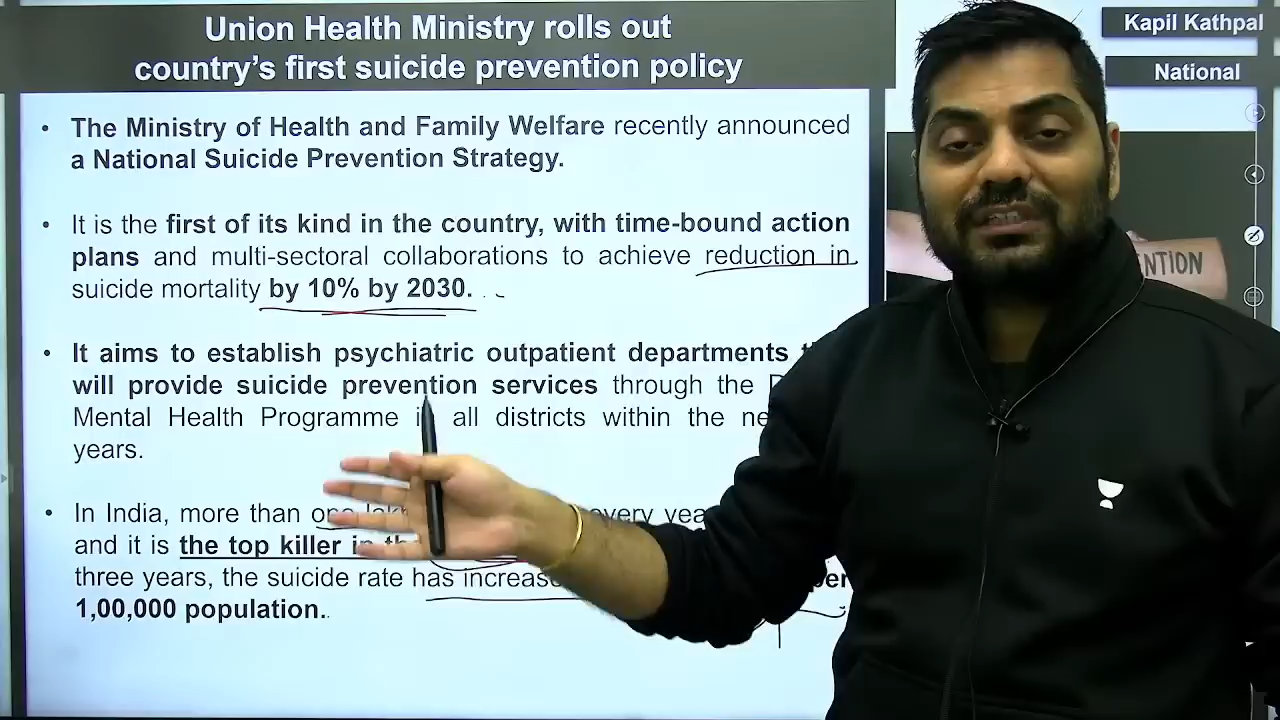 Union Health Ministry rolls out
country's first suicide prevention policy
Kapil Kathpal
National
• The Ministry of Health and Family Welfare recently announced
a National Suicide Prevention Strategy.
• It is the first of its kind in the country, with time-bound action
plans and multi-sectoral collaborations to achieve reduction in
suicide mortality by 10% by 2030.
NTION
• It aims to establish psychiatric outpatient departments
will provide suicide prevention services through the
Mental Health Programme all districts within the
years.
• In India, more than every
and it is the top killer
three years, the suicide rate has per
1,00,000 population.